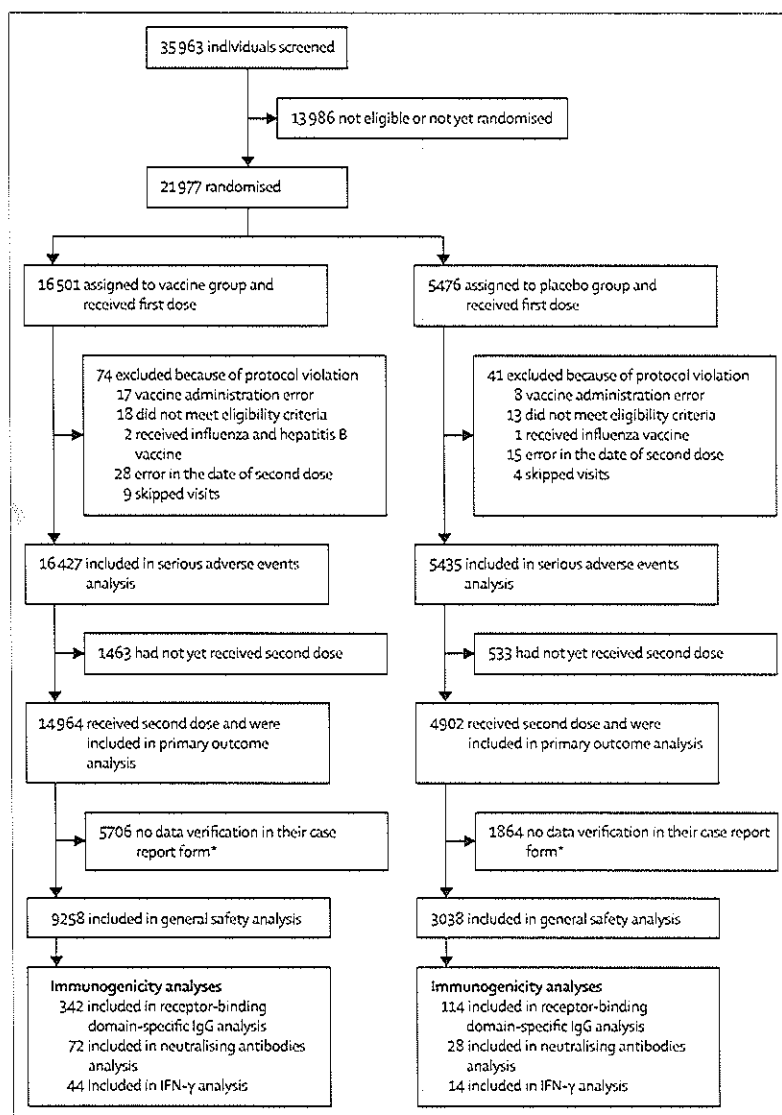 35963 individuals screened
13986 not eligible or not yet randomised
21977 randomised
16501 assigned to vaccine group and
received first dose
5476 assigned to placebo group and
received first dose
74 excluded because of protocol violation
17 vaccine administration error
18 did not meet eligibility criteria
2 received influenza and hepatitis B
vaccine
28 error in the date of second dose
9 skipped visits
41 excluded because of protocol violation
8 vaccine administration error
13 did not meet eligibility criteria
1 received influenza vaccine
15 error in the date of second dose
4 skipped visits
16427 included in serious adverse events
analysis
5435 included in serious adverse events
analysis
1463 had not yet received second dose
533 had not yet received second dose
14964 received second dose and were
included in primary outcome
analysis
4902 received second dose and were
included in primary outcome analysis
5706 no data verification in their case
report form*
1864 no data verification in their case report
form*
9258 included in general safety analysis
3038 included in general safety analysis
Immunogenicity analyses
342 included in receptor-binding
domain-specific IgG analysis
72 included in neutralising antibodies
analysis
44 Included in IFN-γ analysis
Immunogenicity analyses
114 included in receptor-binding
domain-specific IgG analysis
28 included in neutralising antibodies
analysis
14 included in IFN-γ analysis